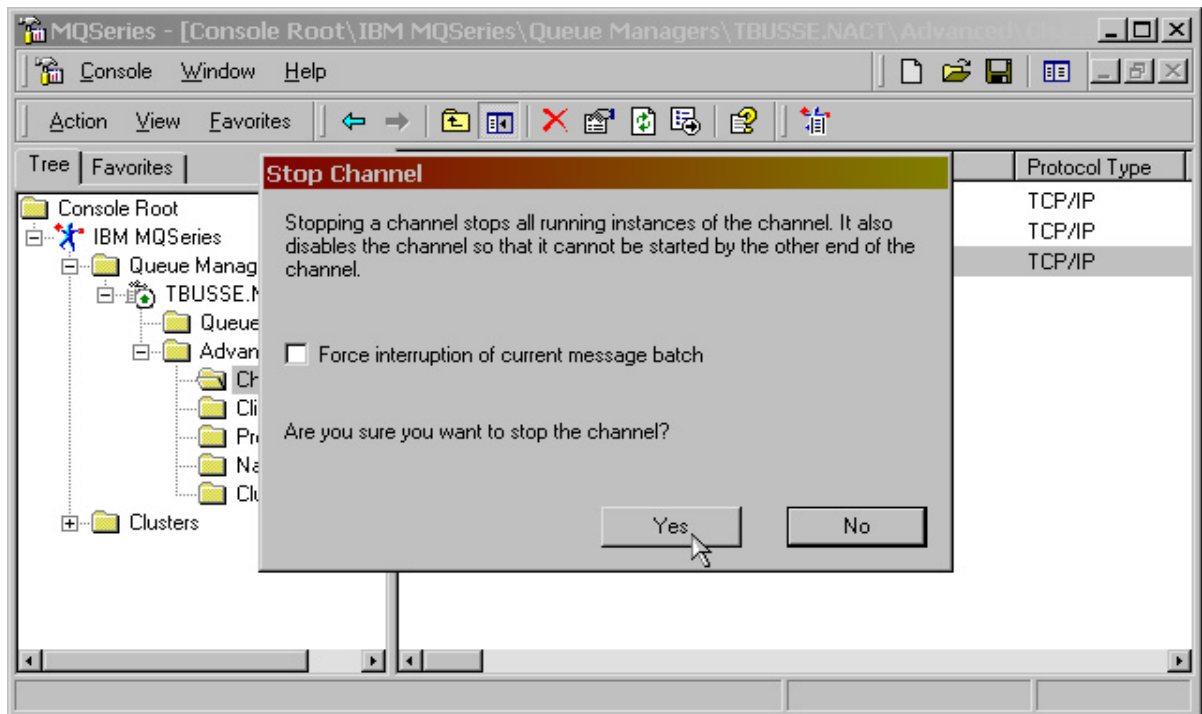 MQSeries - [Console Root\IBM MQSeries\Queue Managers\TBUSSE.NACT\Advanced\
Console Window Help
Action View Favorites
Tree Favorites
Protocol Type
Console Root
IBM MQSeries
Queue Manag
TBUSSE.
Queue
Advan
Ch
Cli
Pr
Na
Clu
Clusters
Stop Channel
Stopping a channel stops all running instances of the channel. It also
disables the channel so that it cannot be started by the other end of the
channel.
Force interruption of current message batch
Are you sure you want to stop the channel?
Yes No
TCP/IP
TCP/IP
TCP/IP